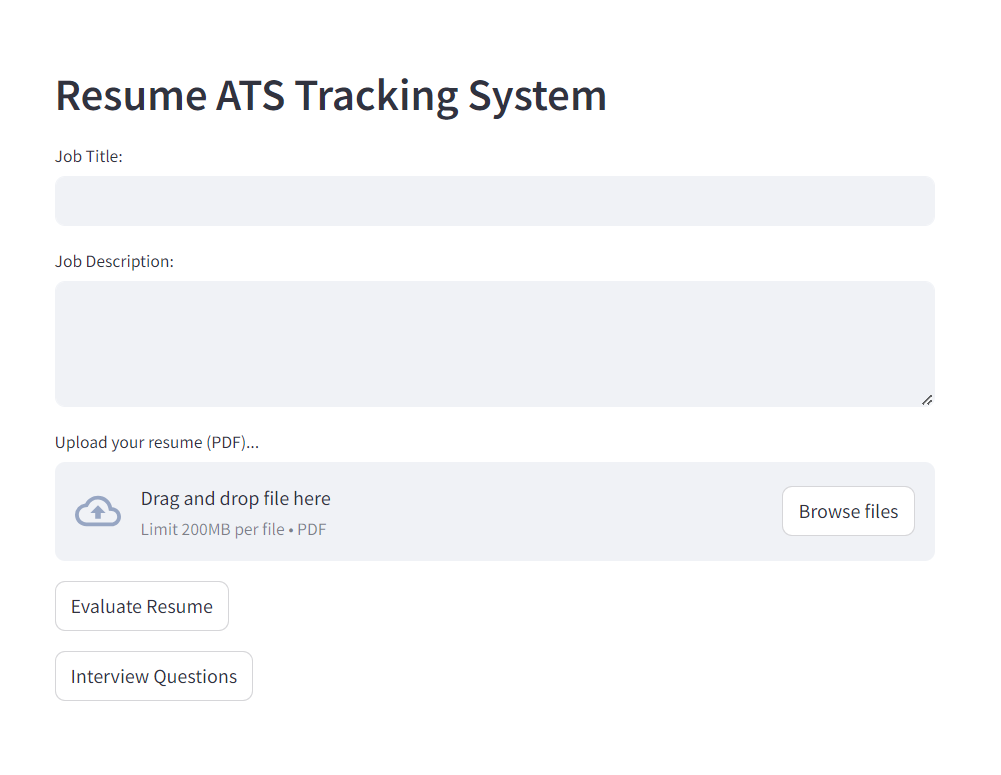 Resume ATS Tracking System
Job Title:
Job Description:
Upload your resume (PDF)...
Drag and drop file here
Limit 200MB per file • PDF
Browse files
Evaluate Resume
Interview Questions